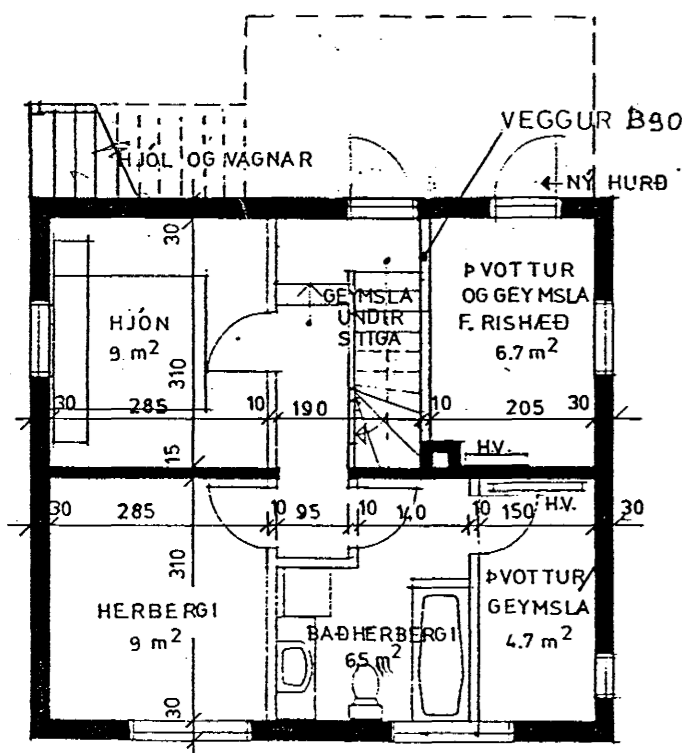 VEGGUR B90
HJÓL OG VAGNAR
NÝ HURÐ
30
ÞVOTTUR
OG GEYMSLA
F. RISHÆÐ
6.7 m²
GEYMSLA
UNDIR
STIGA
HJÓN
9 m²
310
30 285 10 190 10 205 30
15
H.V.
H.V.
30 285 10 95 10 140 10 150 30
310
ÞVOTTUR
GEYMSLA
4.7 m²
HERBERGI
9 m²
BAÐHERBERGI
6.5 m²
30